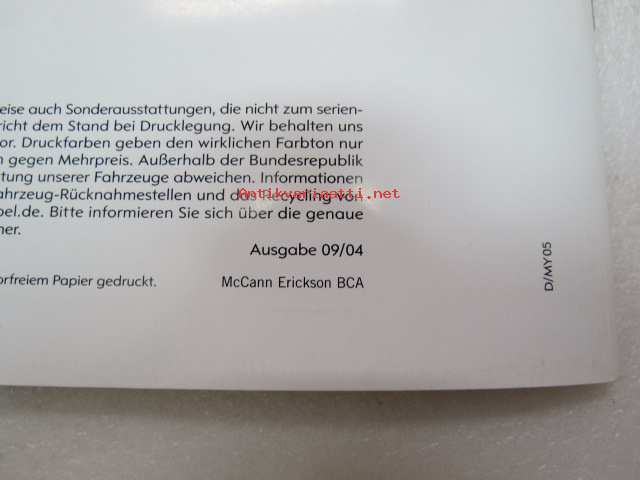 eise auch Sonderausstattungen, die nicht zum serien-
richt dem Stand bei Drucklegung. Wir behalten uns
or. Druckfarben geben den wirklichen Farbton nur
n gegen Mehrpreis. Außerhalb der Bundesrepublik
tung unserer Fahrzeuge abweichen. Informationen
ahrzeug-Rücknahmestellen und das Recycling von
pel.de. Bitte informieren Sie sich über die genaue
ner.
Antikvariaatti.net
Ausgabe 09/04
orfreiem Papier gedruckt.
McCann Erickson BCA
D/MY05